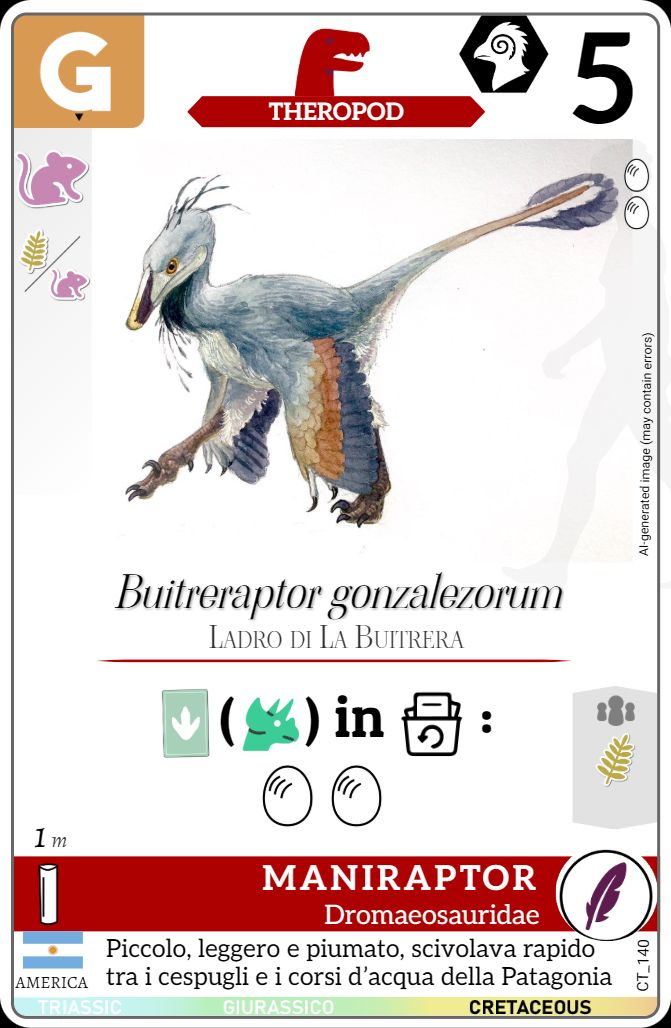 G
THEROPOD
5
AI-generated image (may contain errors)
Buitreraptor gonzalezorum
Ladro di La Buitrera
( ) in :
1 m
MANIRAPTOR
Dromaeosauridae
AMERICA
Piccolo, leggero e piumato, scivolava rapido
tra i cespugli e i corsi d'acqua della Patagonia
CT_140
TRIASSIC GIURASSICO CRETACEOUS